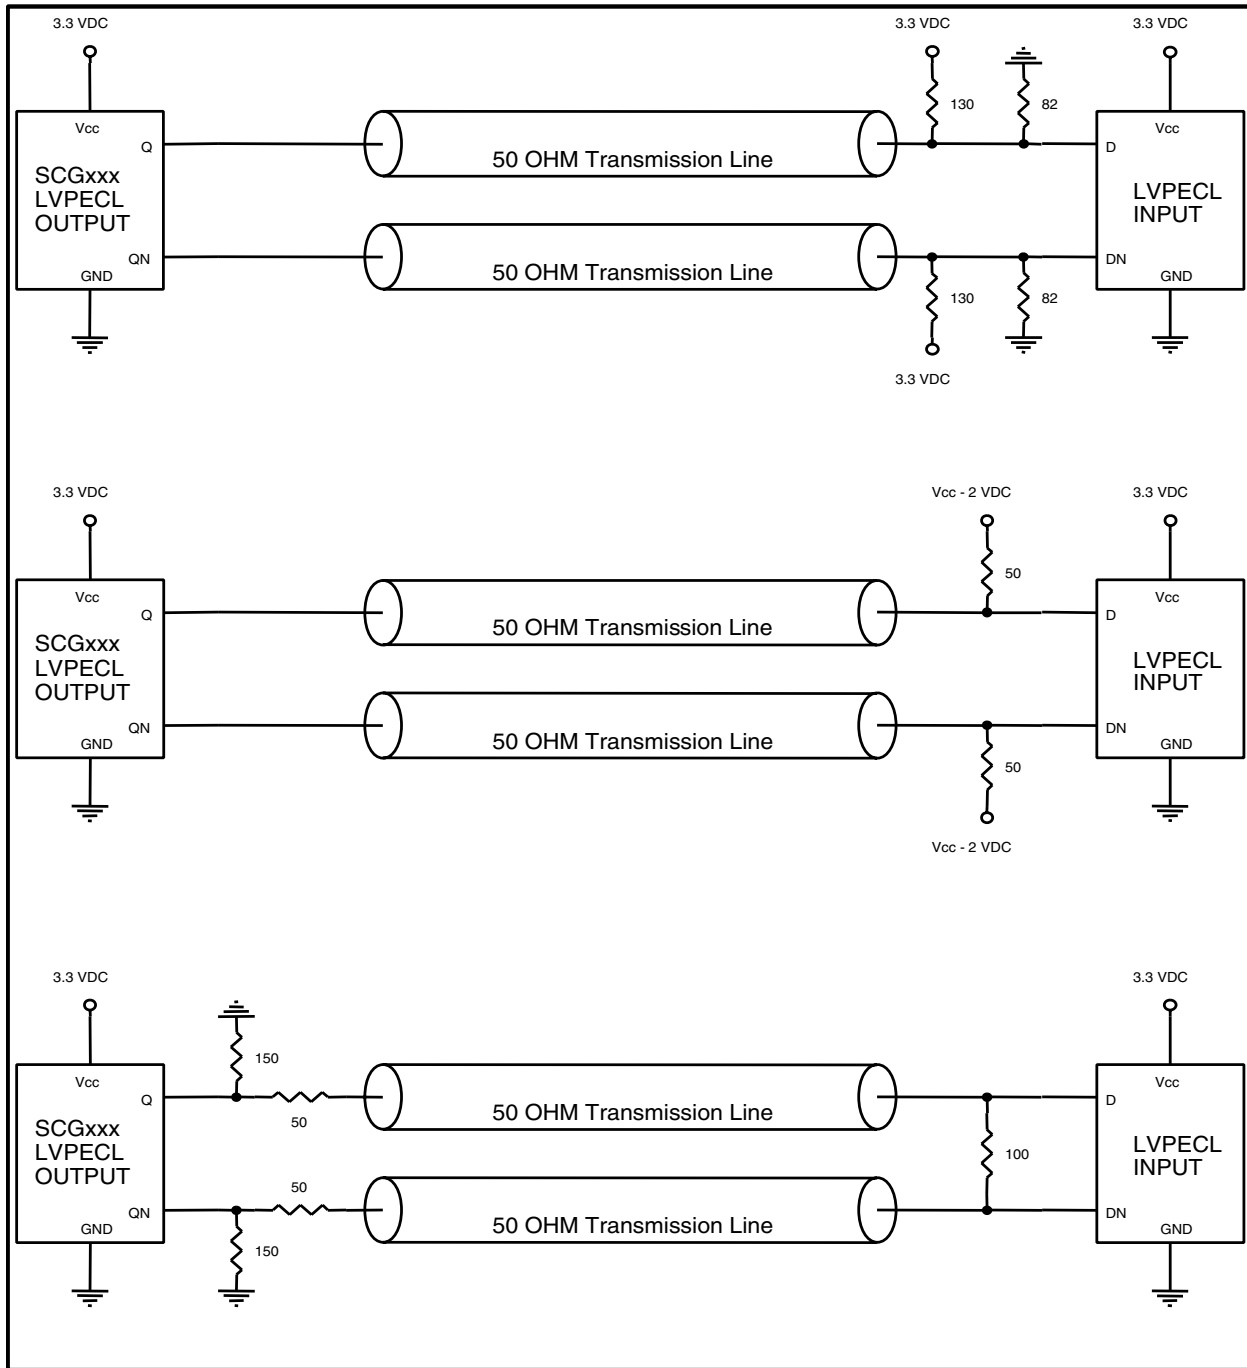 3.3 VDC
3.3 VDC
3.3 VDC
130
82
Vcc
Q
SCGxxx
LVPECL
OUTPUT
QN
GND
50 OHM Transmission Line
50 OHM Transmission Line
Vcc
D
LVPECL
INPUT
DN
GND
130
82
3.3 VDC
3.3 VDC
Vcc - 2 VDC
3.3 VDC
50
Vcc
Q
SCGxxx
LVPECL
OUTPUT
QN
GND
50 OHM Transmission Line
50 OHM Transmission Line
Vcc
D
LVPECL
INPUT
DN
GND
50
Vcc - 2 VDC
3.3 VDC
3.3 VDC
150
Vcc
Q
SCGxxx
LVPECL
OUTPUT
QN
GND
50
50
150
50 OHM Transmission Line
50 OHM Transmission Line
100
Vcc
D
LVPECL
INPUT
DN
GND